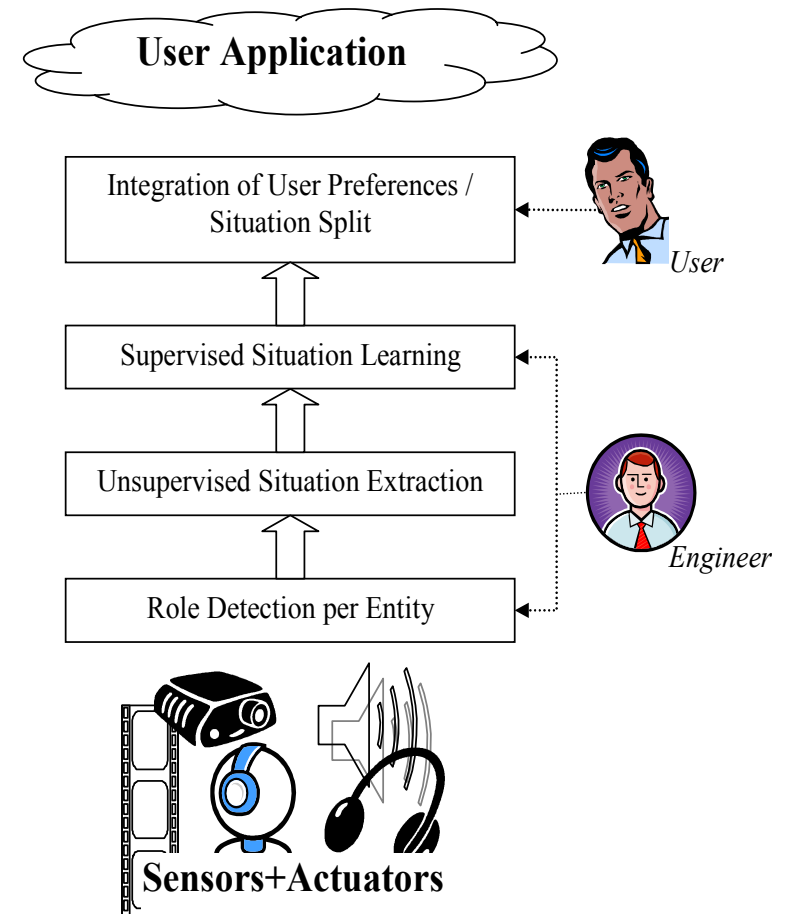 User Application
Integration of User Preferences /
Situation Split
User
Supervised Situation Learning
Unsupervised Situation Extraction
Engineer
Role Detection per Entity
Sensors+Actuators